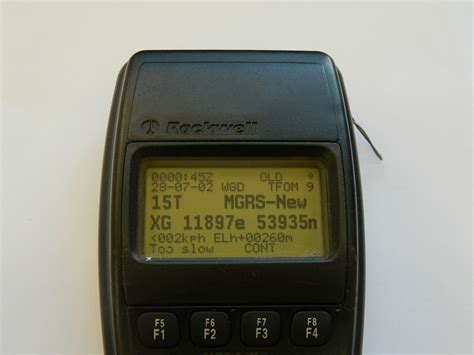 Rockwell
0000:45Z OLD
28-07-02 WGD TFOM 9
15T MGRS-New
XG 11897e 53935n
<002kph ELh+00260m
Too slow CONT
F5 F6 F7 F8
F1 F2 F3 F4